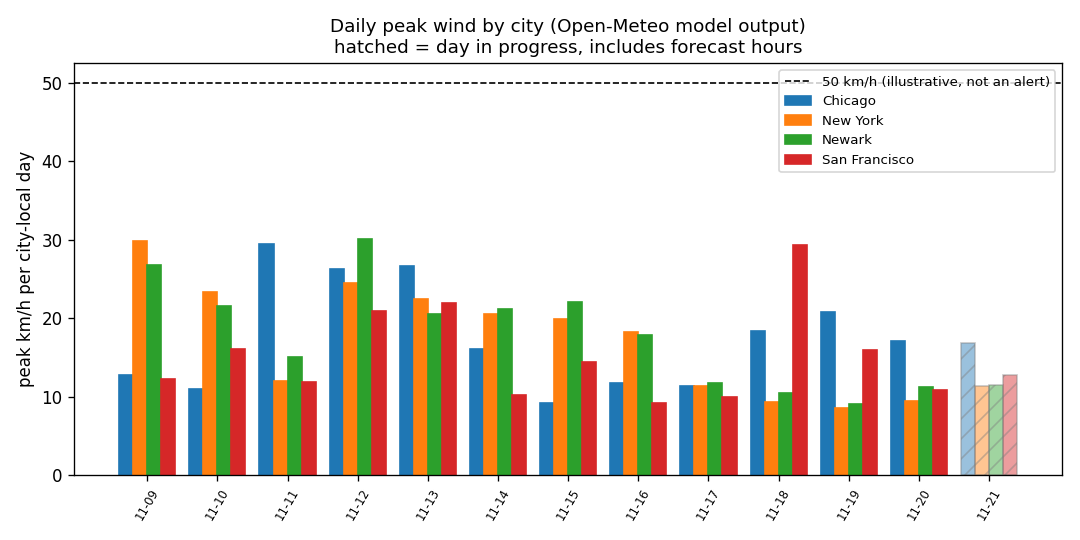 Daily peak wind by city (Open-Meteo model output)
hatched = day in progress, includes forecast hours
peak km/h per city-local day
50
40
30
20
10
0
50 km/h (illustrative, not an alert)
Chicago
New York
Newark
San Francisco
11-09
11-10
11-11
11-12
11-13
11-14
11-15
11-16
11-17
11-18
11-19
11-20
11-21